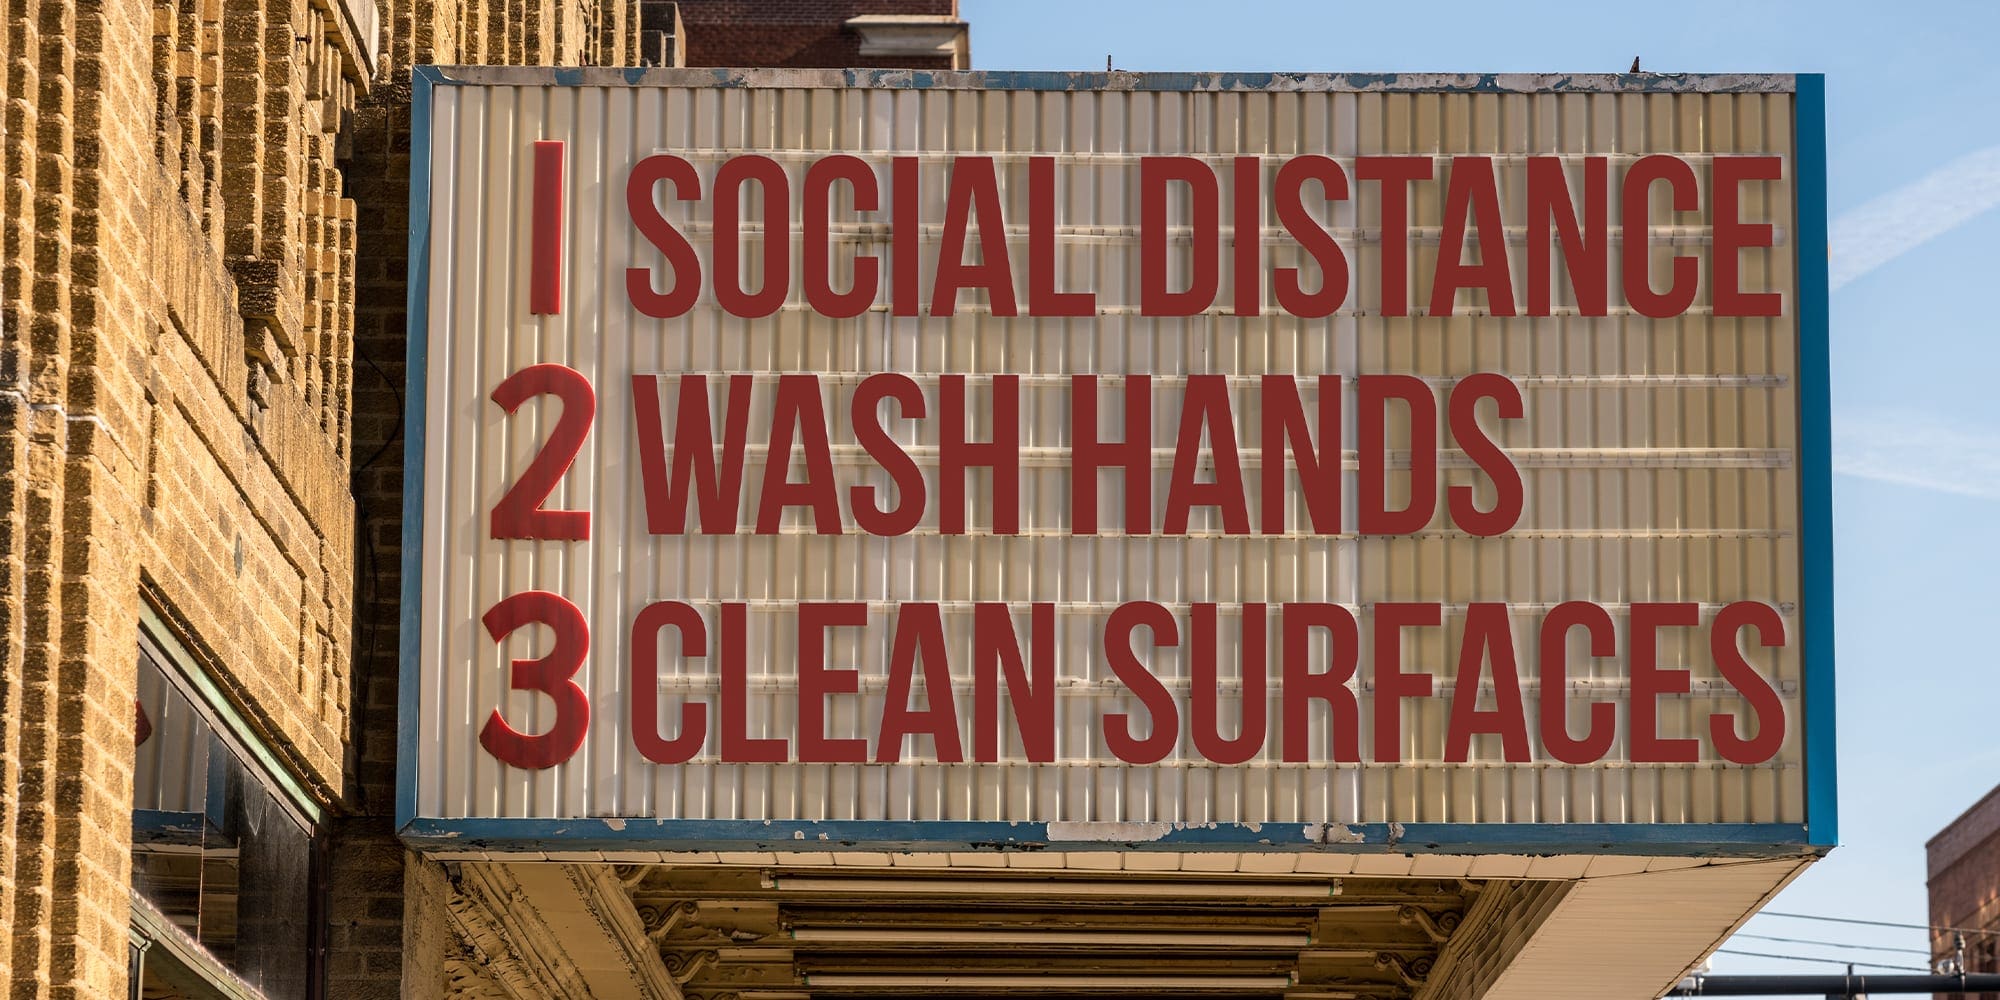 1 SOCIAL DISTANCE
2 WASH HANDS
3 CLEAN SURFACES